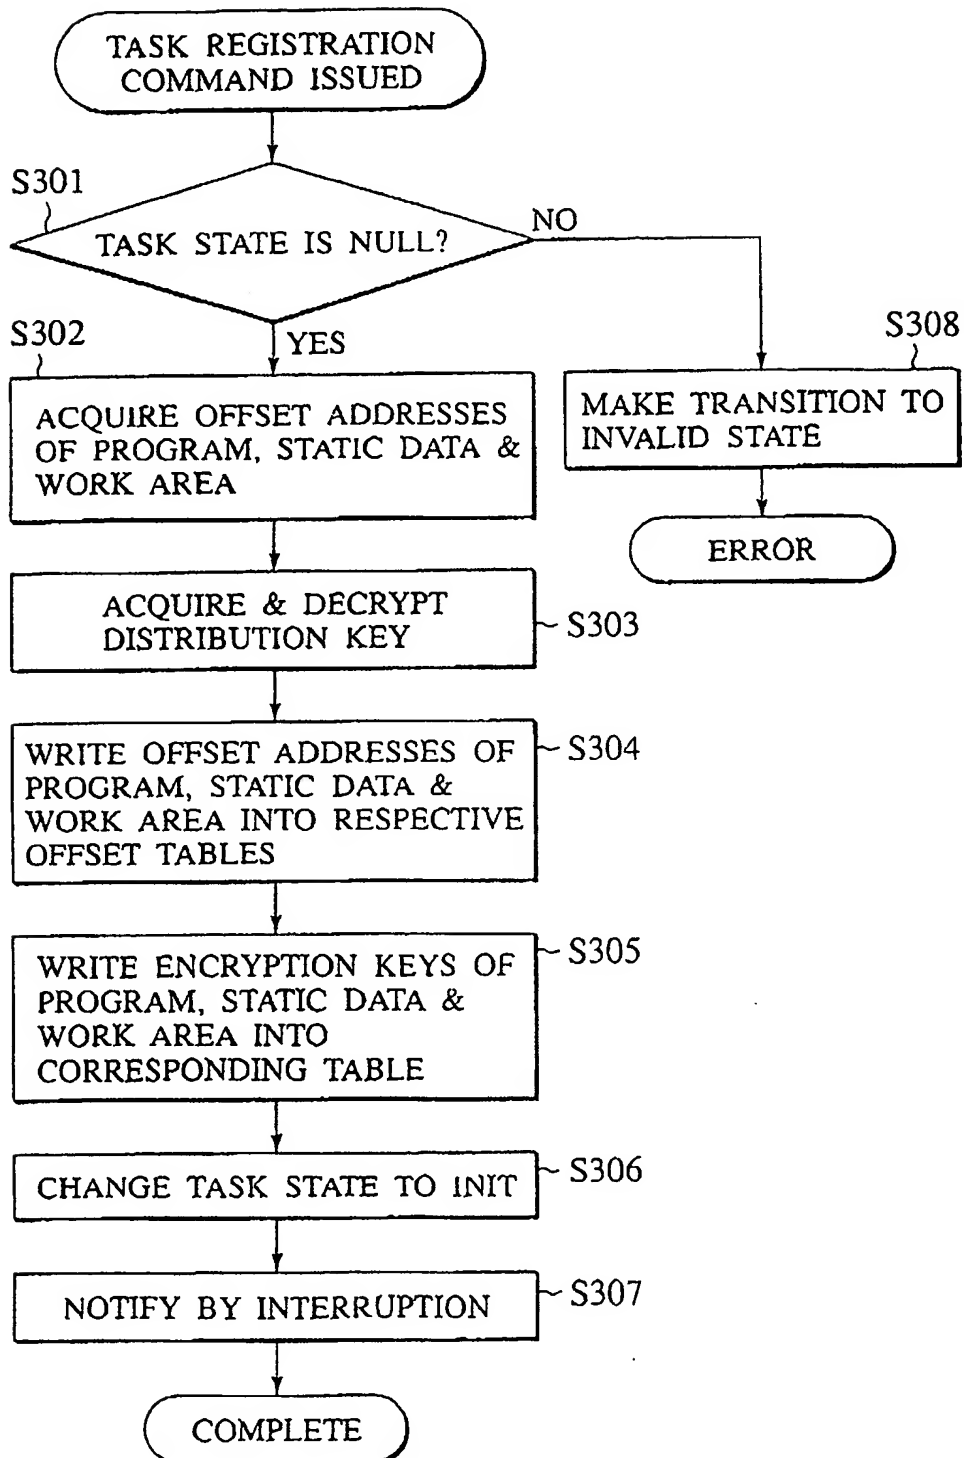 TASK REGISTRATION
COMMAND ISSUED
S301
TASK STATE IS NULL?
NO
YES
S302
ACQUIRE OFFSET ADDRESSES
OF PROGRAM, STATIC DATA &
WORK AREA
S308
MAKE TRANSITION TO
INVALID STATE
ERROR
ACQUIRE & DECRYPT
DISTRIBUTION KEY
S303
WRITE OFFSET ADDRESSES OF
PROGRAM, STATIC DATA &
WORK AREA INTO RESPECTIVE
OFFSET TABLES
S304
WRITE ENCRYPTION KEYS OF
PROGRAM, STATIC DATA &
WORK AREA INTO
CORRESPONDING TABLE
S305
CHANGE TASK STATE TO INIT
S306
NOTIFY BY INTERRUPTION
S307
COMPLETE